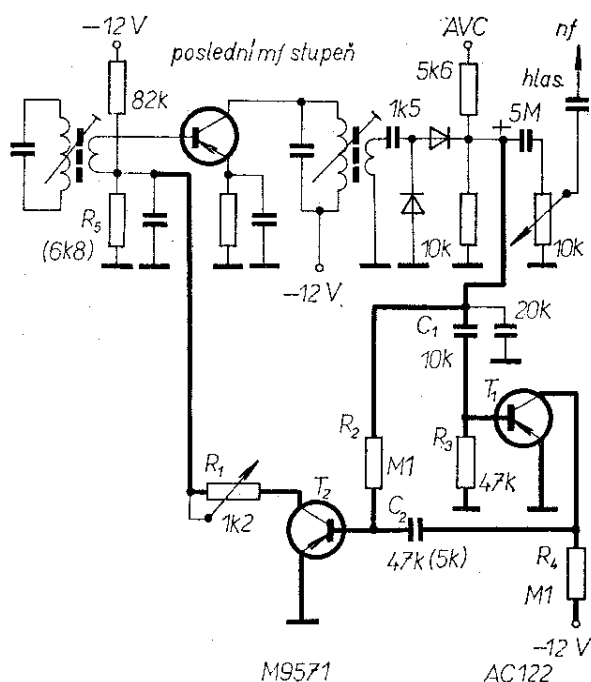 −12 V
poslední mf stupeň
AVC
nf
82k
5k6
hlas.
1k5
+
5M
R5
(6k8)
10k
10k
−12 V
C1
10k
20k
T1
R2
M1
R3
47k
R1
1k2
T2
C2
47k (5k)
R4
M1
−12 V
M9571
AC122